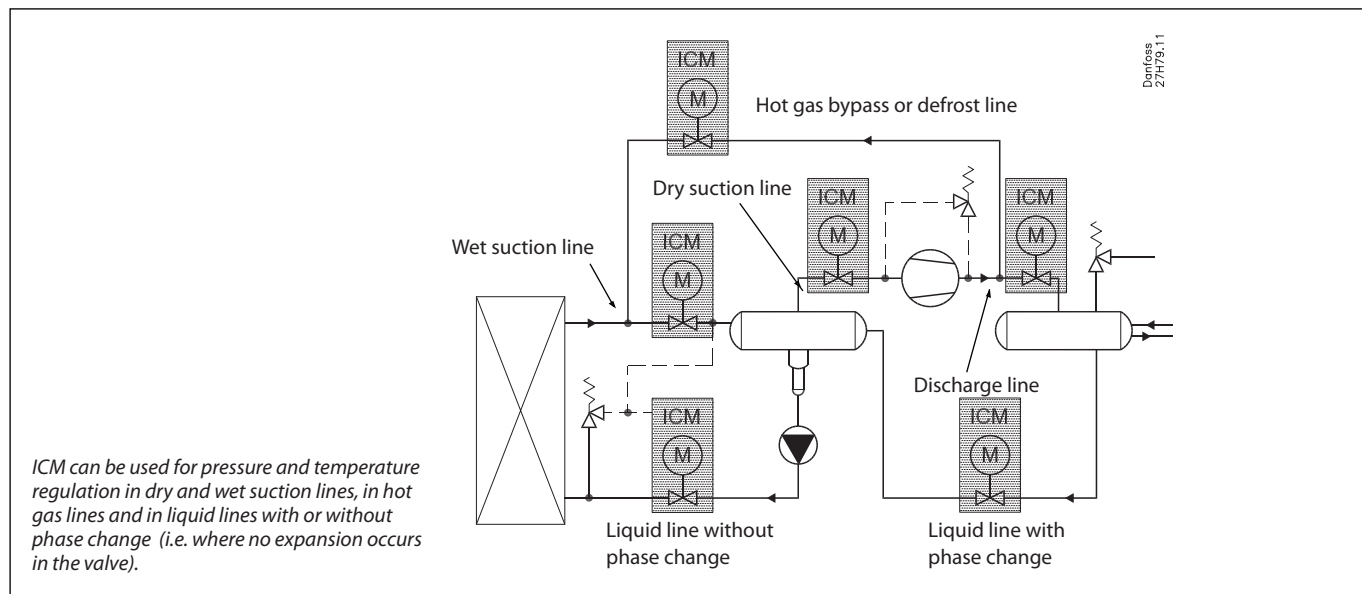 ICM
M
Hot gas bypass or defrost line
Danfoss
27H79.11
Dry suction line
ICM
M
ICM
M
Wet suction line
ICM
M
Discharge line
ICM
M
ICM
M
ICM can be used for pressure and temperature
regulation in dry and wet suction lines, in hot
gas lines and in liquid lines with or without
phase change (i.e. where no expansion occurs
in the valve).
Liquid line without
phase change
Liquid line with
phase change